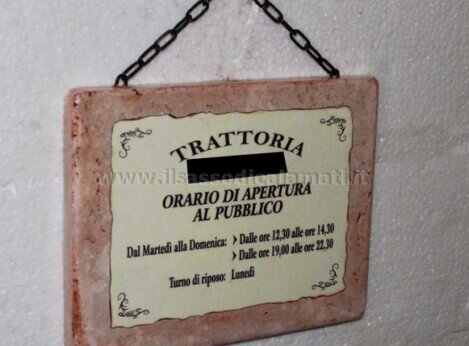 TRATTORIA
www.ilsassodicalamati.it
ORARIO DI APERTURA
AL PUBBLICO
Dal Martedì alla Domenica: › Dalle ore 12,30 alle ore 14,30
› Dalle ore 19,00 alle ore 22,30
Turno di riposo: Lunedì